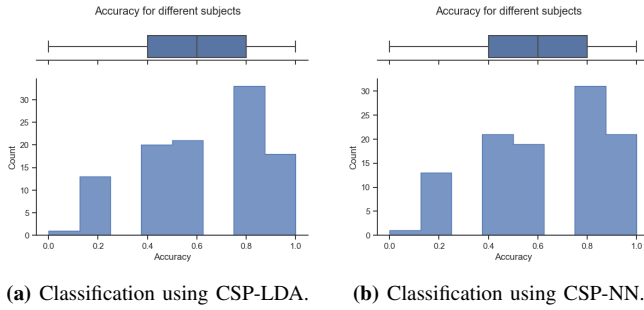 Accuracy for different subjects
30
25
20
15
10
5
0
Count
0.0 0.2 0.4 0.6 0.8 1.0
Accuracy
(a) Classification using CSP-LDA.
Accuracy for different subjects
30
25
20
15
10
5
0
Count
0.0 0.2 0.4 0.6 0.8 1.0
Accuracy
(b) Classification using CSP-NN.